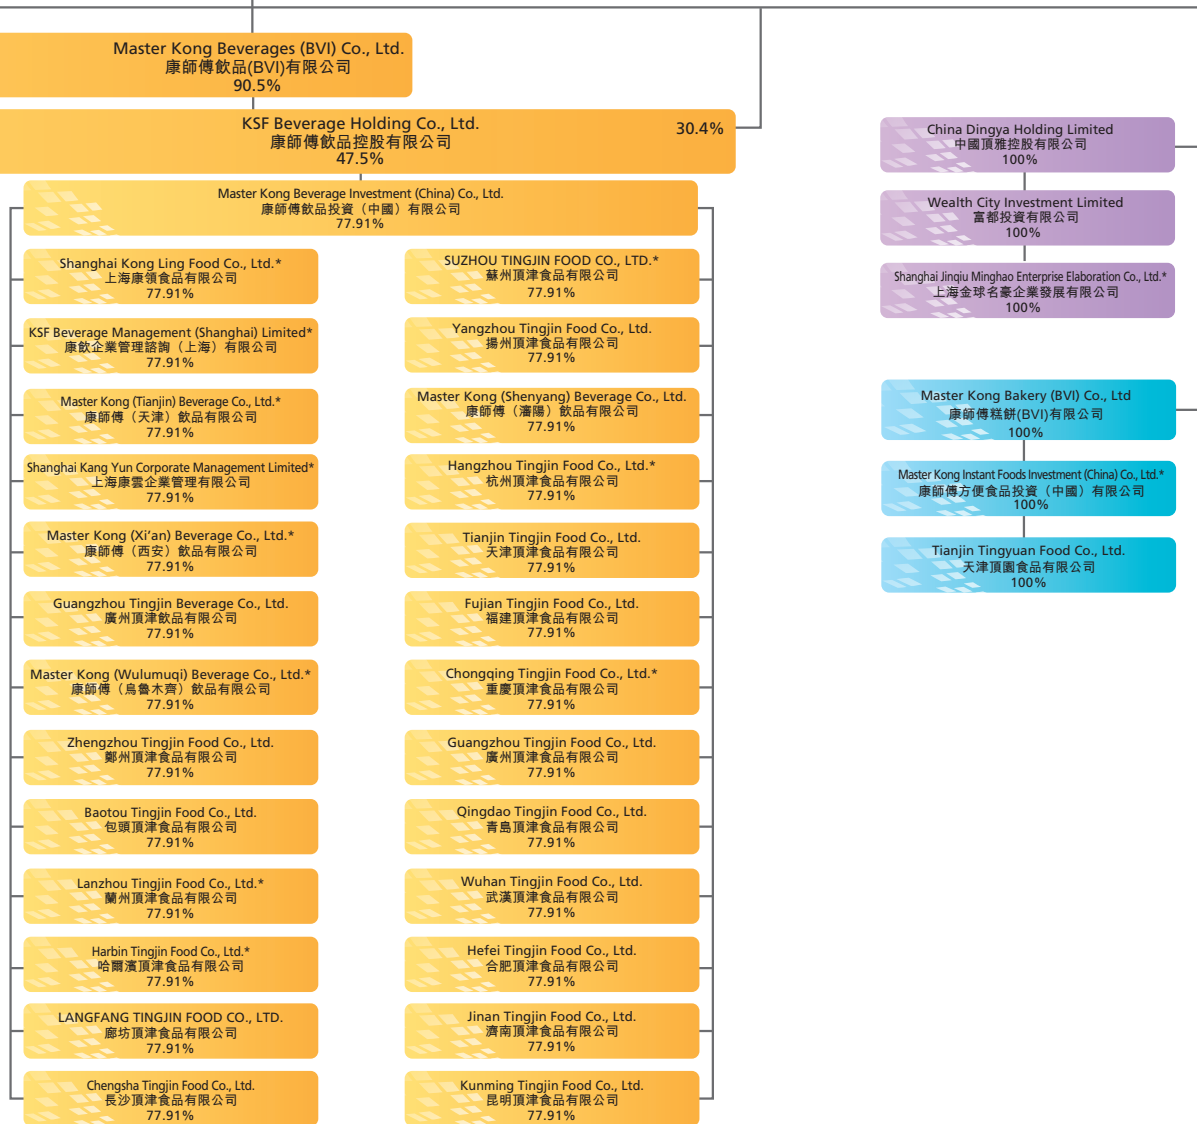 Master Kong Beverages (BVI) Co., Ltd.
康師傅飲品(BVI)有限公司
90.5%
KSF Beverage Holding Co., Ltd.
康師傅飲品控股有限公司
47.5%
30.4%
Master Kong Beverage Investment (China) Co., Ltd.
康師傅飲品投資（中國）有限公司
77.91%
Shanghai Kong Ling Food Co., Ltd.*
上海康領食品有限公司
77.91%
KSF Beverage Management (Shanghai) Limited*
康飲企業管理諮詢（上海）有限公司
77.91%
Master Kong (Tianjin) Beverage Co., Ltd.*
康師傅（天津）飲品有限公司
77.91%
Shanghai Kang Yun Corporate Management Limited*
上海康雲企業管理有限公司
77.91%
Master Kong (Xi’an) Beverage Co., Ltd.*
康師傅（西安）飲品有限公司
77.91%
Guangzhou Tingjin Beverage Co., Ltd.
廣州頂津飲品有限公司
77.91%
Master Kong (Wulumuqi) Beverage Co., Ltd.*
康師傅（烏魯木齊）飲品有限公司
77.91%
Zhengzhou Tingjin Food Co., Ltd.
鄭州頂津食品有限公司
77.91%
Baotou Tingjin Food Co., Ltd.
包頭頂津食品有限公司
77.91%
Lanzhou Tingjin Food Co., Ltd.*
蘭州頂津食品有限公司
77.91%
Harbin Tingjin Food Co., Ltd.*
哈爾濱頂津食品有限公司
77.91%
LANGFANG TINGJIN FOOD CO., LTD.
廊坊頂津食品有限公司
77.91%
Chengsha Tingjin Food Co., Ltd.
長沙頂津食品有限公司
77.91%
SUZHOU TINGJIN FOOD CO., LTD.*
蘇州頂津食品有限公司
77.91%
Yangzhou Tingjin Food Co., Ltd.
揚州頂津食品有限公司
77.91%
Master Kong (Shenyang) Beverage Co., Ltd.
康師傅（瀋陽）飲品有限公司
77.91%
Hangzhou Tingjin Food Co., Ltd.*
杭州頂津食品有限公司
77.91%
Tianjin Tingjin Food Co., Ltd.
天津頂津食品有限公司
77.91%
Fujian Tingjin Food Co., Ltd.
福建頂津食品有限公司
77.91%
Chongqing Tingjin Food Co., Ltd.*
重慶頂津食品有限公司
77.91%
Guangzhou Tingjin Food Co., Ltd.
廣州頂津食品有限公司
77.91%
Qingdao Tingjin Food Co., Ltd.
青島頂津食品有限公司
77.91%
Wuhan Tingjin Food Co., Ltd.
武漢頂津食品有限公司
77.91%
Hefei Tingjin Food Co., Ltd.
合肥頂津食品有限公司
77.91%
Jinan Tingjin Food Co., Ltd.
濟南頂津食品有限公司
77.91%
Kunming Tingjin Food Co., Ltd.
昆明頂津食品有限公司
77.91%
China Dingya Holding Limited
中國頂雅控股有限公司
100%
Wealth City Investment Limited
富都投資有限公司
100%
Shanghai Jinqiu Minghao Enterprise Elaboration Co., Ltd.*
上海金球名豪企業發展有限公司
100%
Master Kong Bakery (BVI) Co., Ltd
康師傅糕餅(BVI)有限公司
100%
Master Kong Instant Foods Investment (China) Co., Ltd.*
康師傅方便食品投資（中國）有限公司
100%
Tianjin Tingyuan Food Co., Ltd.
天津頂園食品有限公司
100%